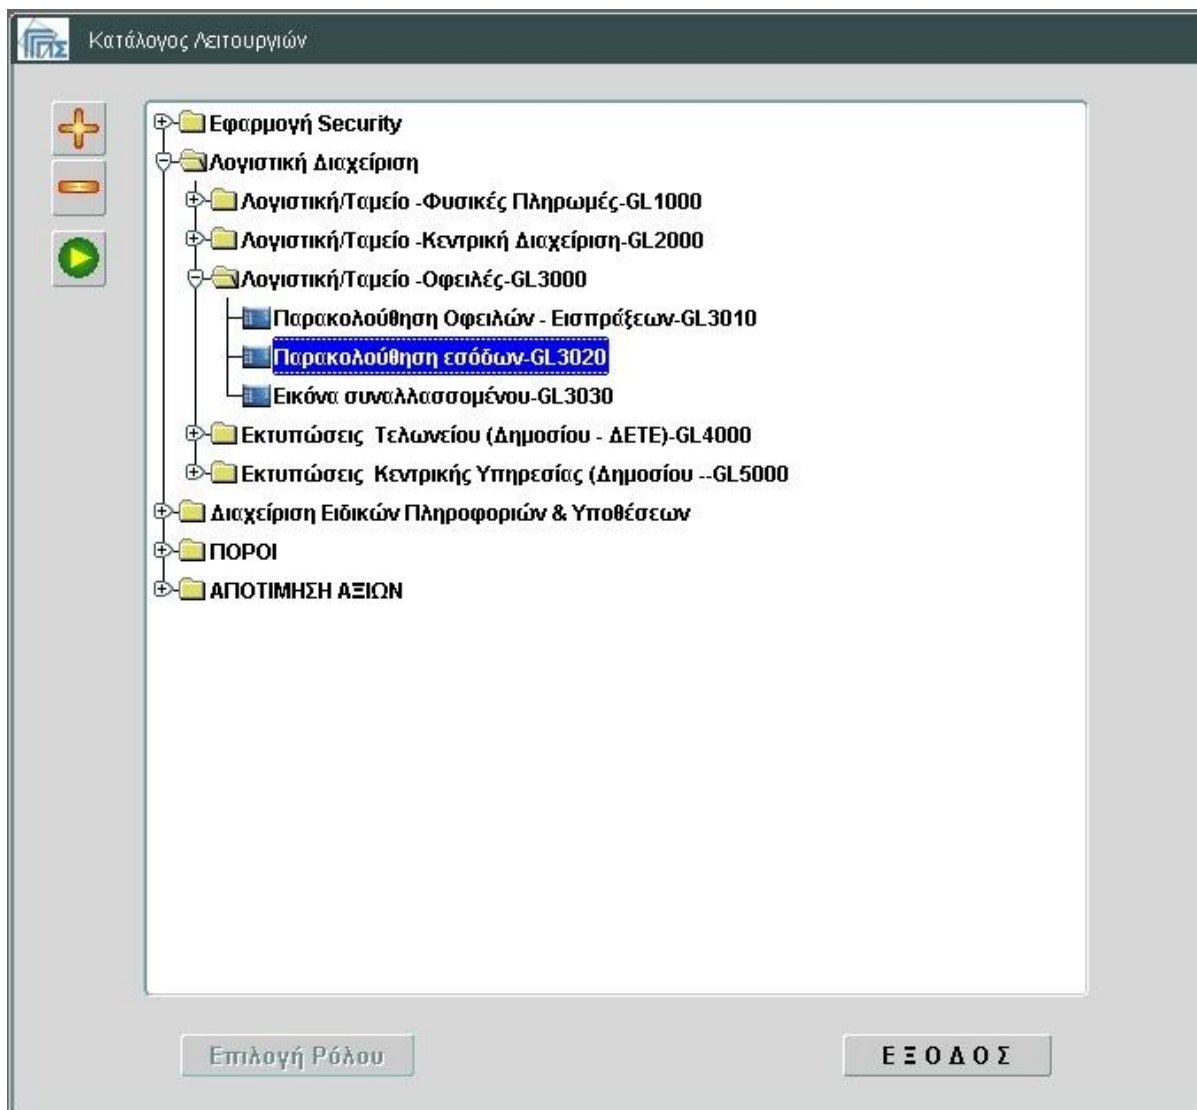 Κατάλογος Λειτουργιών
Εφαρμογή Security
Λογιστική Διαχείριση
Λογιστική/Ταμείο -Φυσικές Πληρωμές-GL1000
Λογιστική/Ταμείο -Κεντρική Διαχείριση-GL2000
Λογιστική/Ταμείο -Οφειλές-GL3000
Παρακολούθηση Οφειλών - Εισπράξεων-GL3010
Παρακολούθηση εσόδων-GL3020
Εικόνα συναλλασσομένου-GL3030
Εκτυπώσεις  Τελωνείου (Δημοσίου - ΔΕΤΕ)-GL4000
Εκτυπώσεις  Κεντρικής Υπηρεσίας (Δημοσίου --GL5000
Διαχείριση Ειδικών Πληροφοριών & Υποθέσεων
ΠΟΡΟΙ
ΑΠΟΤΙΜΗΣΗ ΑΞΙΩΝ
Επιλογή Ρόλου
Ε Ξ Ο Δ Ο Σ